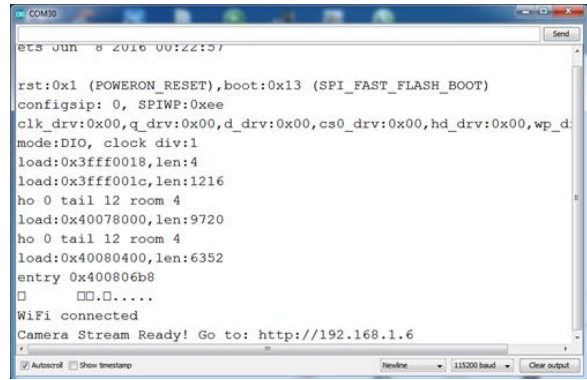 COM30
Send
ets Jun  8 2016 00:22:57
rst:0x1 (POWERON_RESET),boot:0x13 (SPI_FAST_FLASH_BOOT)
configsip: 0, SPIWP:0xee
clk_drv:0x00,q_drv:0x00,d_drv:0x00,cs0_drv:0x00,hd_drv:0x00,wp_d
mode:DIO, clock div:1
load:0x3fff0018,len:4
load:0x3fff001c,len:1216
ho 0 tail 12 room 4
load:0x40078000,len:9720
ho 0 tail 12 room 4
load:0x40080400,len:6352
entry 0x400806b8
□ □□.□.....
WiFi connected
Camera Stream Ready! Go to: http://192.168.1.6
Autoscroll Show timestamp Newline 115200 baud Clear output